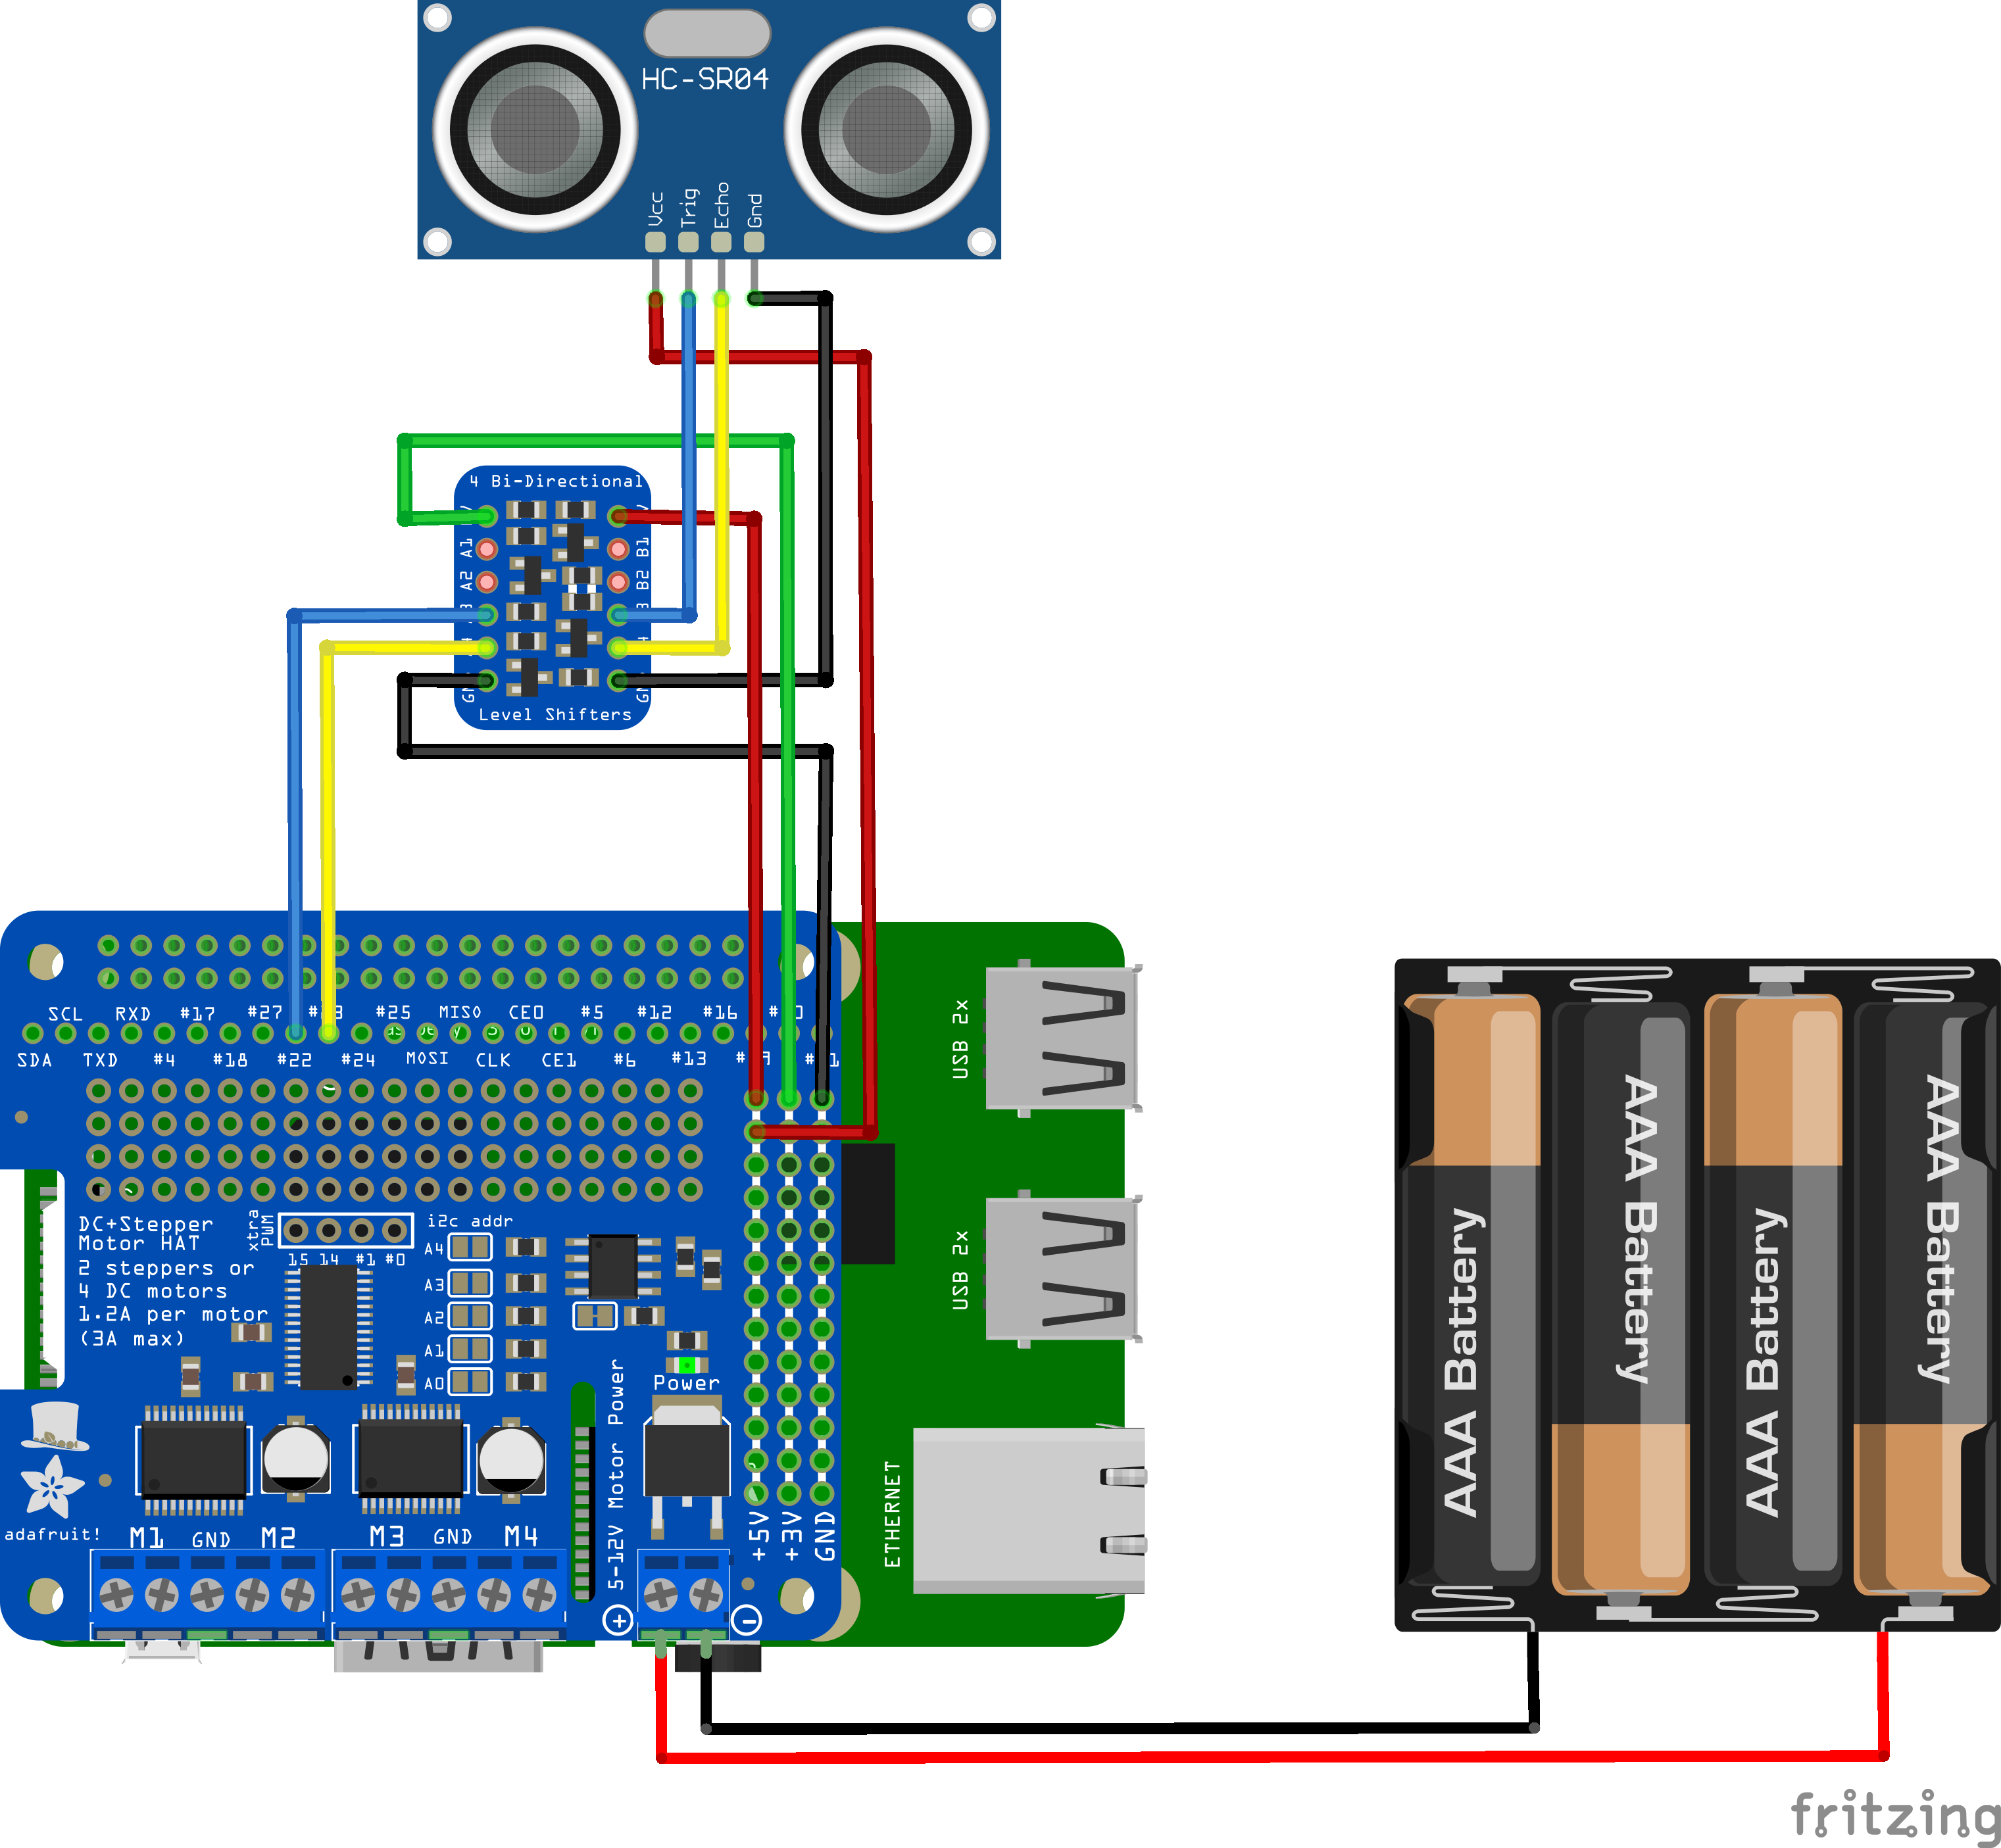 HC-SR04
Vcc
Trig
Echo
Gnd
4 Bi-Directional
A1
B1
A2
B2
Level Shifters
SCL RXD #17 #27 #25 MISO CE0 #5 #12 #16
SDA TXD #4 #18 #22 #24 MOSI CLK CE1 #6 #13
DC+Stepper
Motor HAT
2 steppers or
4 DC motors
1.2A per motor
(3A max)
xtra
PWM
15 14 #1 #0
i2c addr
A4
A3
A2
A1
A0
Power
5-12V Motor Power
+5V
+3V
GND
adafruit!
M1 GND M2
M3 GND M4
+
-
USB 2x
USB 2x
ETHERNET
AAA Battery
AAA Battery
AAA Battery
AAA Battery
fritzing